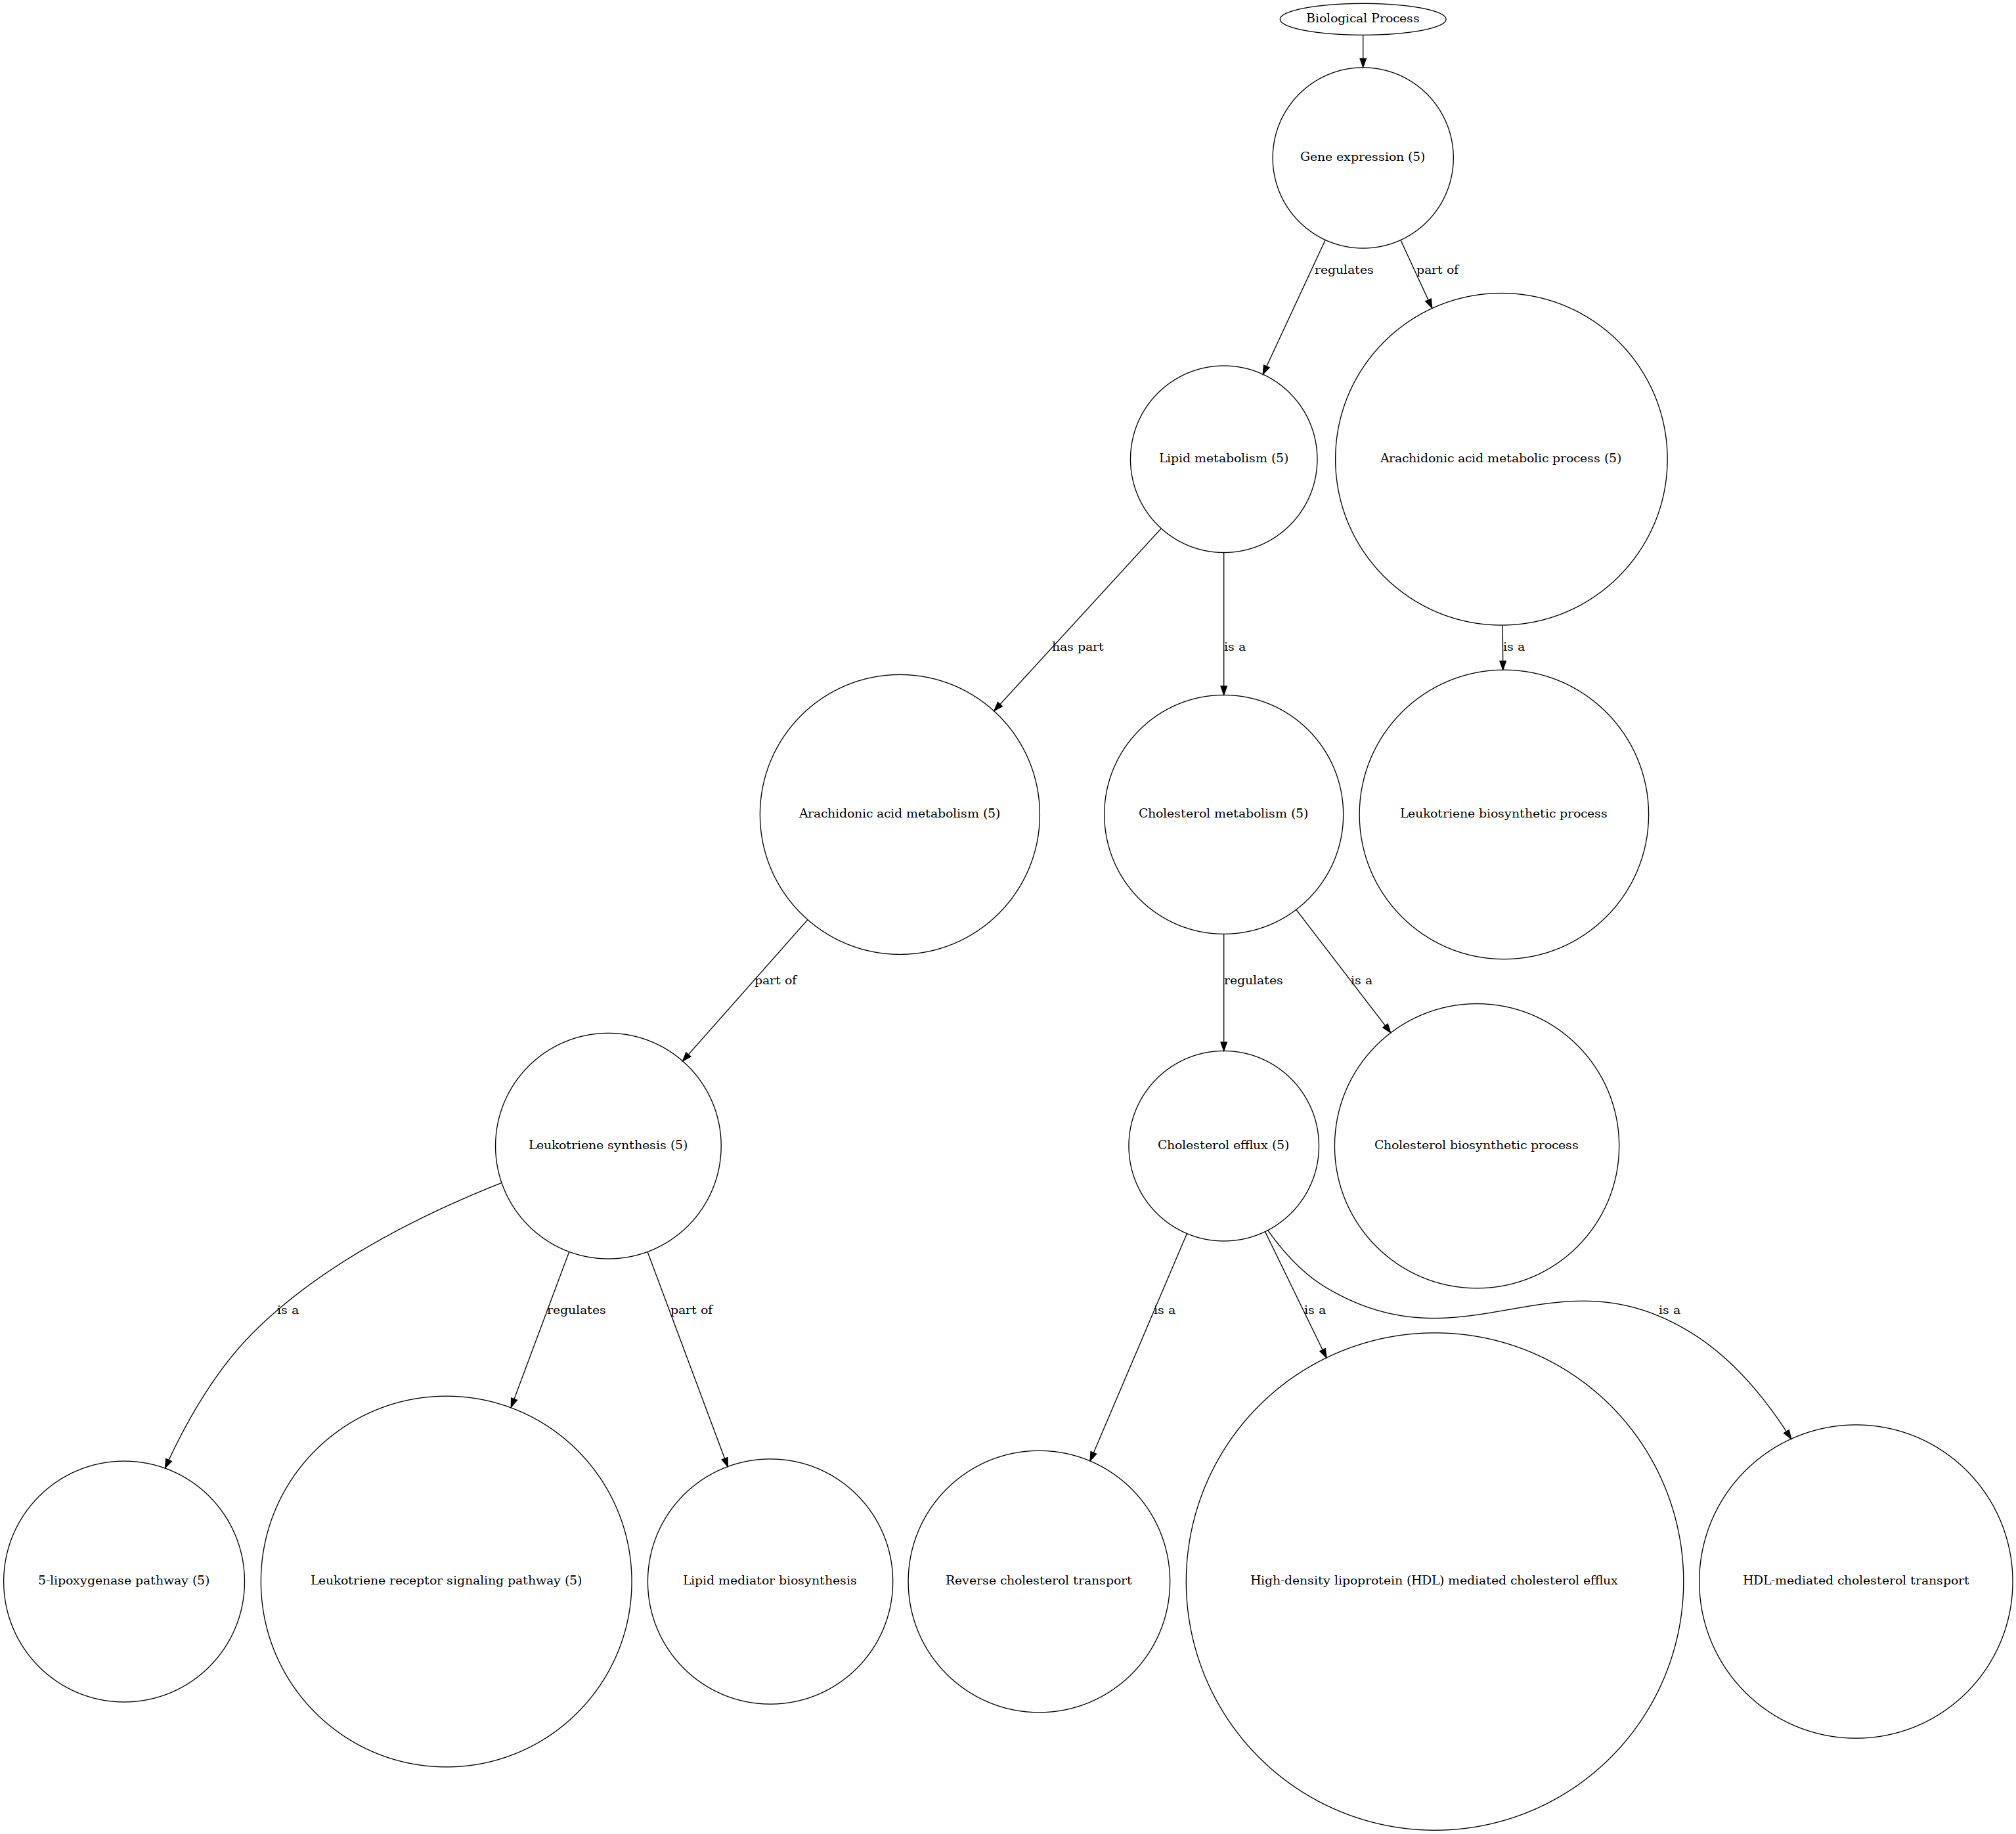 Biological Process
Gene expression (5)
regulates
part of
Lipid metabolism (5)
Arachidonic acid metabolic process (5)
has part
is a
is a
Arachidonic acid metabolism (5)
Cholesterol metabolism (5)
Leukotriene biosynthetic process
part of
regulates
is a
Leukotriene synthesis (5)
Cholesterol efflux (5)
Cholesterol biosynthetic process
is a
regulates
part of
is a
is a
is a
5-lipoxygenase pathway (5)
Leukotriene receptor signaling pathway (5)
Lipid mediator biosynthesis
Reverse cholesterol transport
High-density lipoprotein (HDL) mediated cholesterol efflux
HDL-mediated cholesterol transport